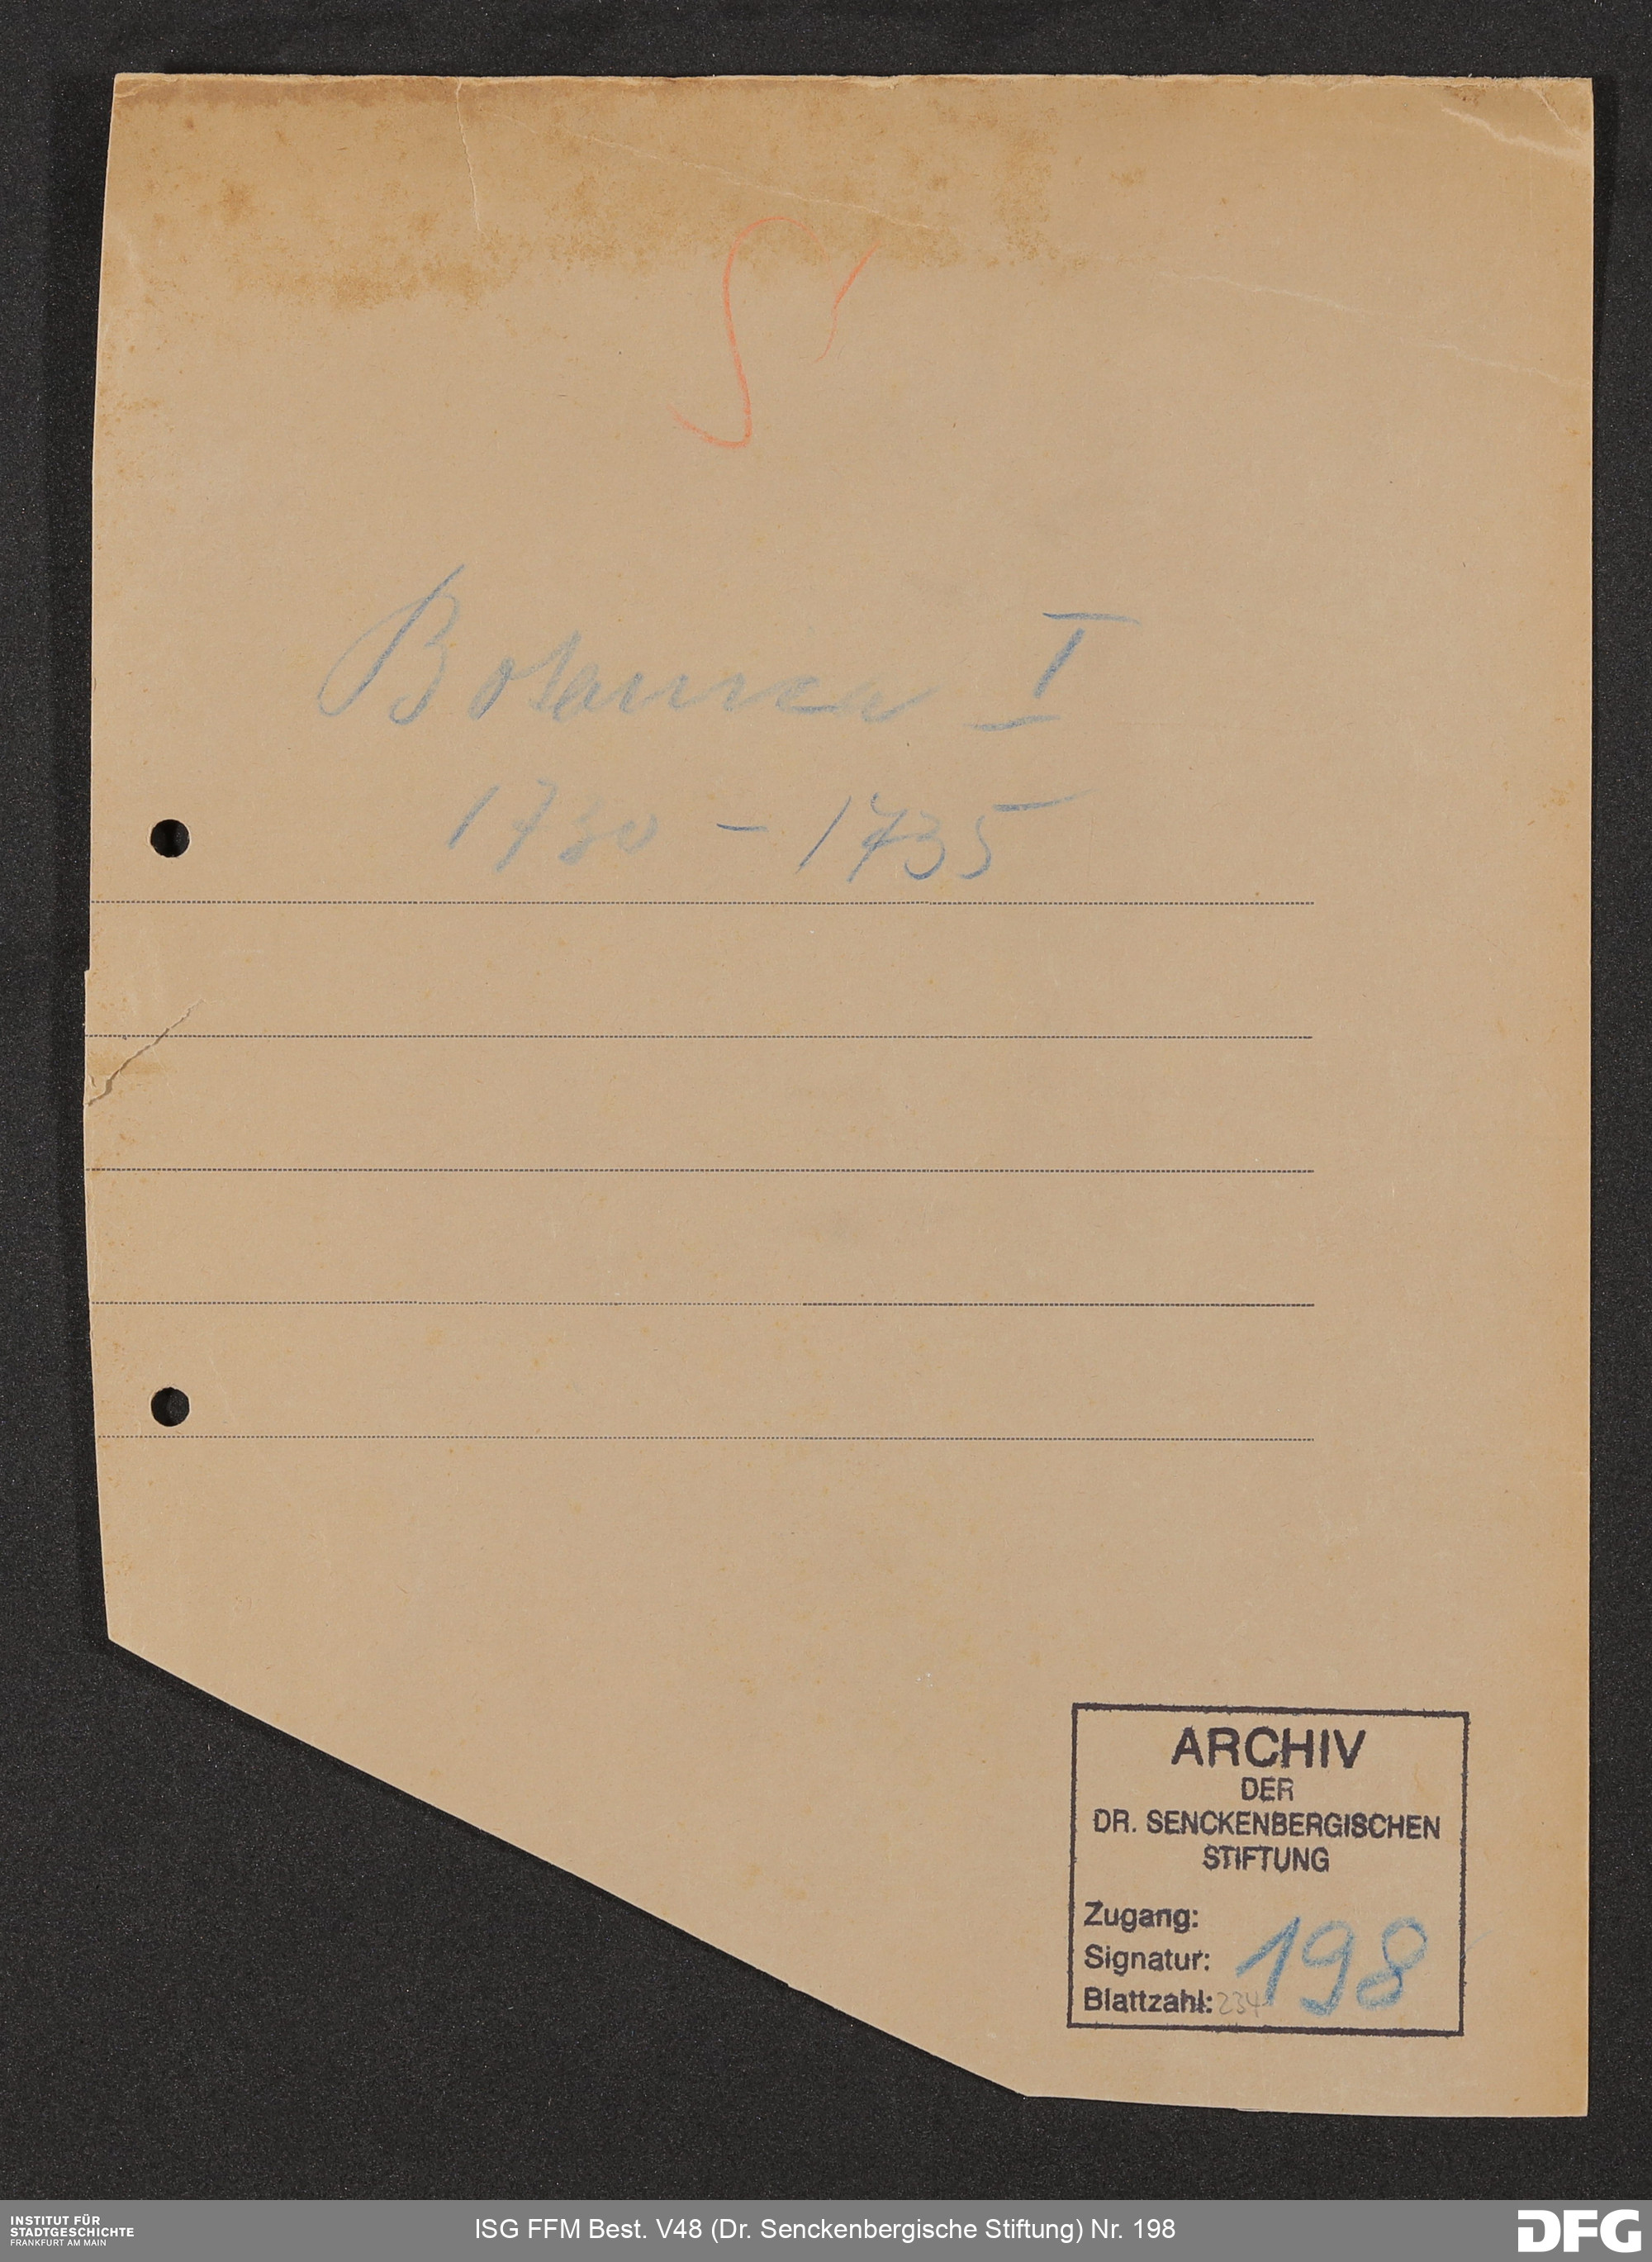 Botanica I
1730 - 1735
ARCHIV
DER
DR. SENCKENBERGISCHEN
STIFTUNG
Zugang:
Signatur: 198
Blattzahl: 234
INSTITUT FÜR
STADTGESCHICHTE
FRANKFURT AM MAIN
ISG FFM Best. V48 (Dr. Senckenbergische Stiftung) Nr. 198
DFG